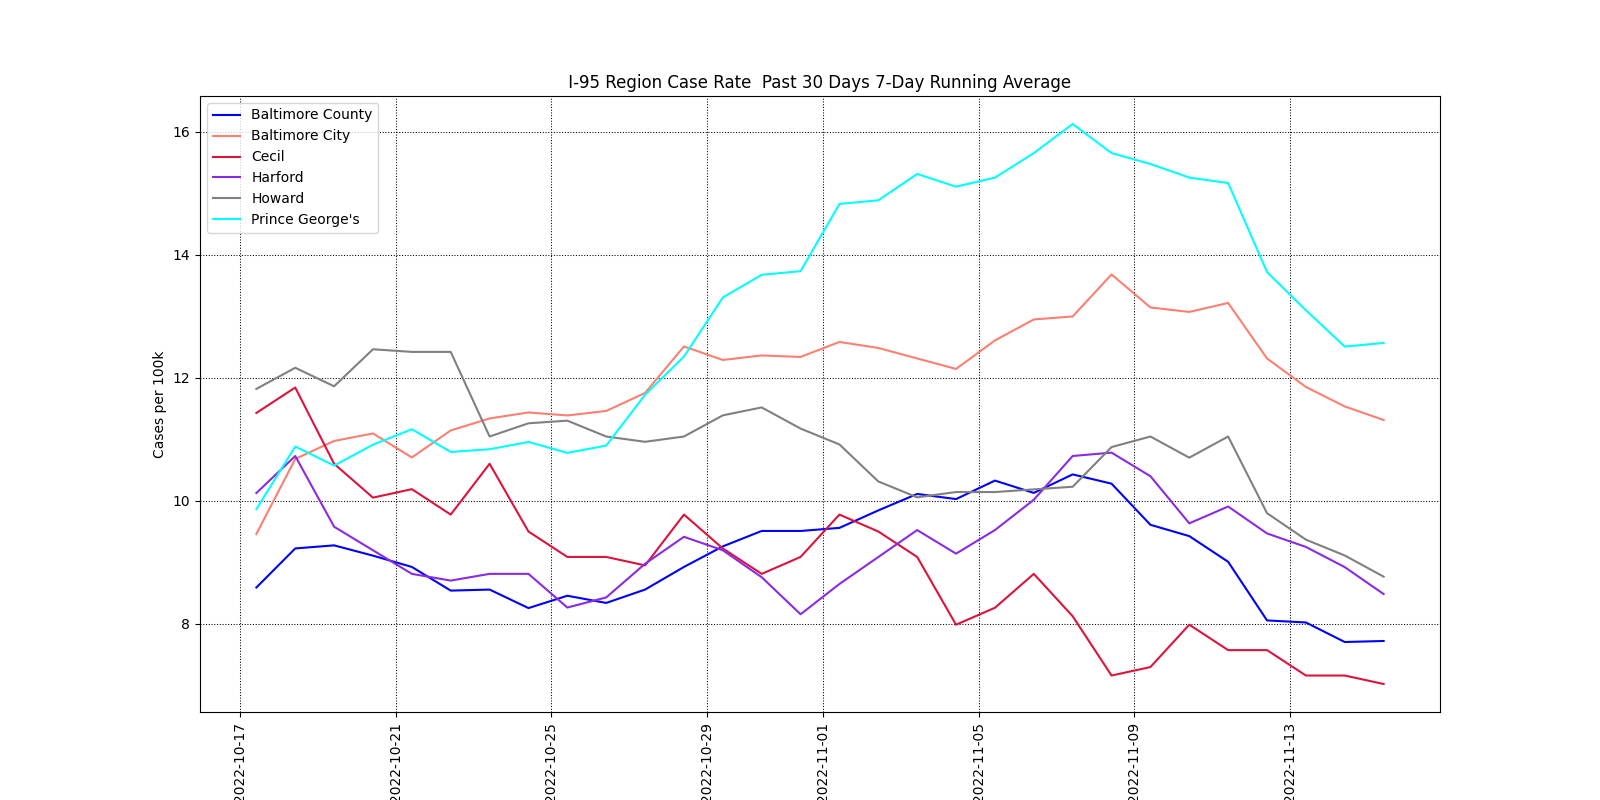 I-95 Region Case Rate  Past 30 Days 7-Day Running Average
Baltimore County
Baltimore City
Cecil
Harford
Howard
Prince George's
Cases per 100k
16
14
12
10
8
2022-10-17
2022-10-21
2022-10-25
2022-10-29
2022-11-01
2022-11-05
2022-11-09
2022-11-13